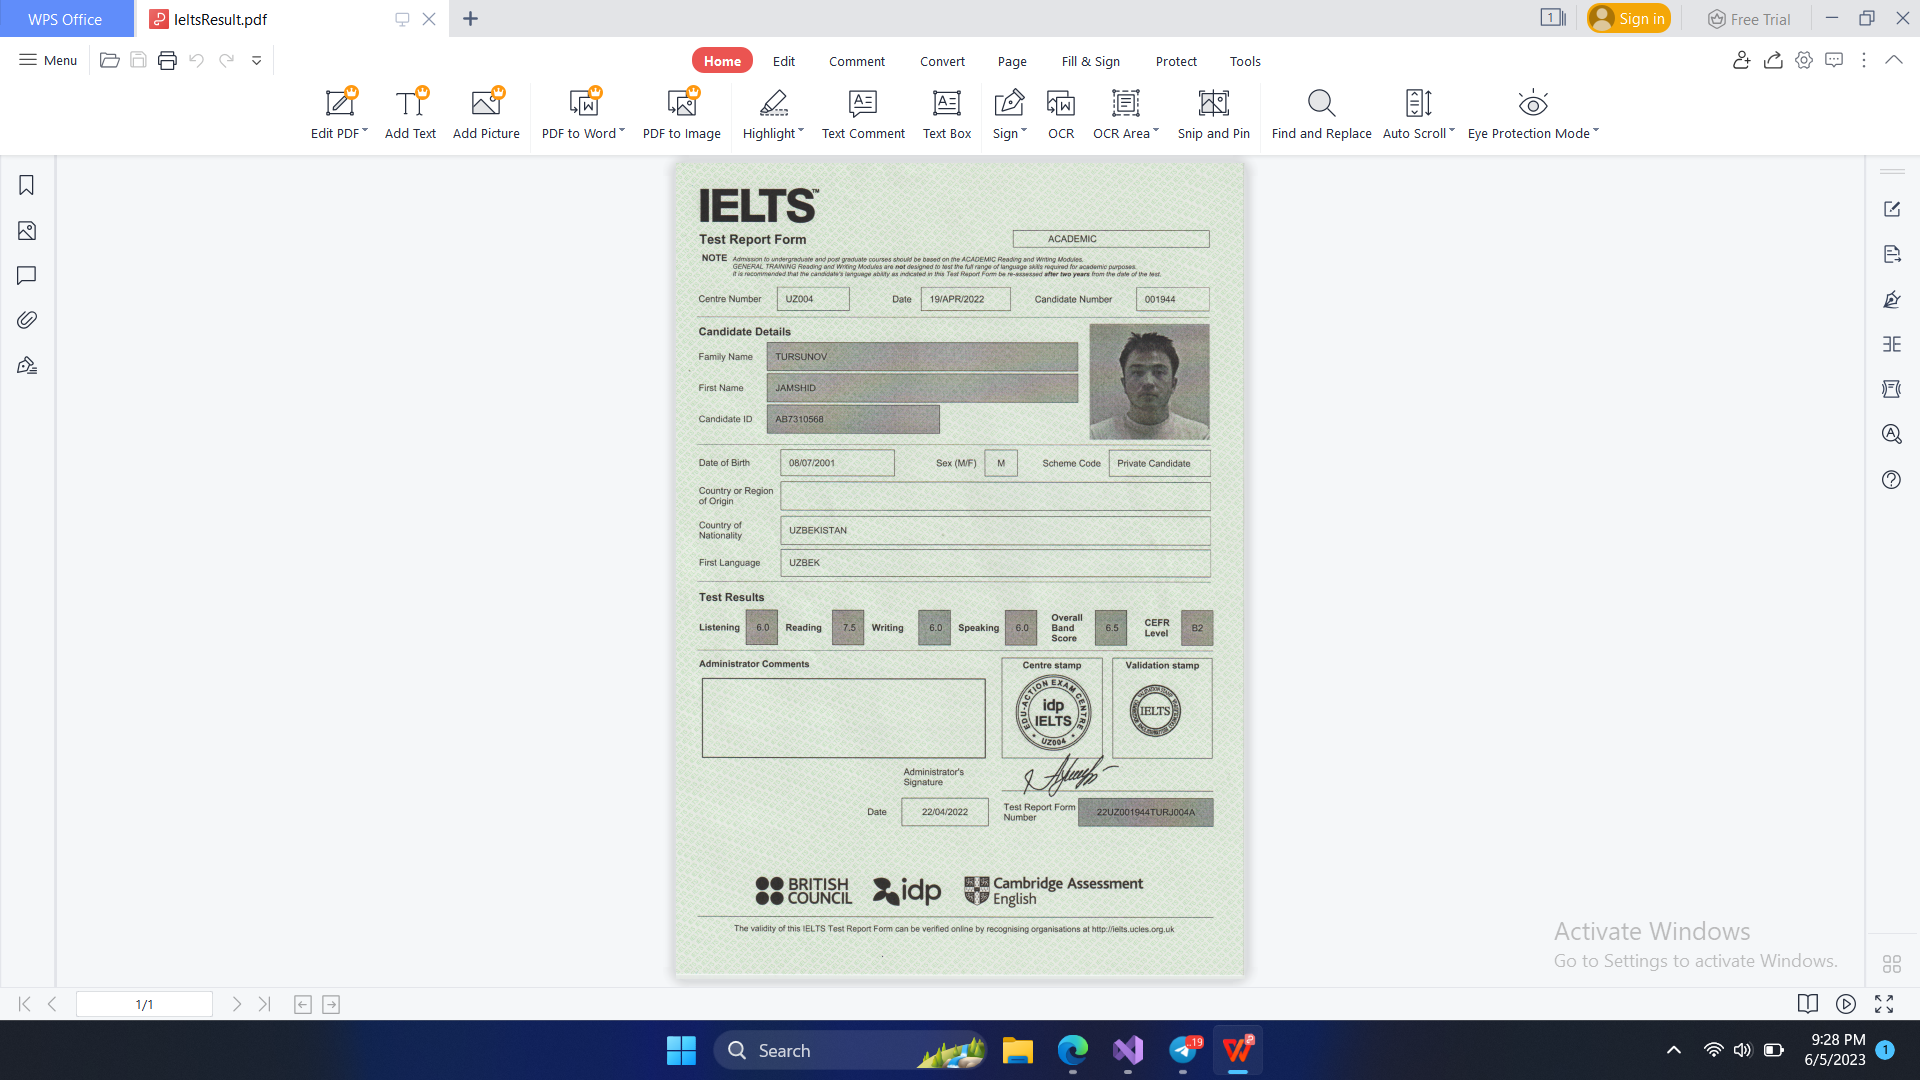 WPS Office
IeltsResult.pdf
1
Sign in
Free Trial
Menu
Home
Edit
Comment
Convert
Page
Fill & Sign
Protect
Tools
Edit PDF
Add Text
Add Picture
PDF to Word
PDF to Image
Highlight
Text Comment
Text Box
Sign
OCR
OCR Area
Snip and Pin
Find and Replace
Auto Scroll
Eye Protection Mode
IELTS™
Test Report Form
ACADEMIC
NOTE Admission to undergraduate and post graduate courses should be based on the ACADEMIC Reading and Writing Modules.
GENERAL TRAINING Reading and Writing Modules are not designed to test the full range of language skills required for academic purposes.
It is recommended that the candidate's language ability as indicated in this Test Report Form be re-assessed after two years from the date of the test.
Centre Number UZ004 Date 19/APR/2022 Candidate Number 001944
Candidate Details
Family Name TURSUNOV
First Name JAMSHID
Candidate ID AB7310568
Date of Birth 08/07/2001 Sex (M/F) M Scheme Code Private Candidate
Country or Region
of Origin
Country of
Nationality
UZBEKISTAN
First Language UZBEK
Test Results
Listening 6.0 Reading 7.5 Writing 6.0 Speaking 6.0
Overall
Band
Score
6.5
CEFR
Level
B2
Administrator Comments
Centre stamp
Validation stamp
EDU-ACTION EXAM CENTRE
idp
IELTS
UZ004
IELTS
Administrator's
Signature
Date 22/04/2022
Test Report Form
Number
22UZ001944TURJ004A
BRITISH
COUNCIL
idp
Cambridge Assessment
English
The validity of this IELTS Test Report Form can be verified online by recognising organisations at http://ielts.ucles.org.uk
Activate Windows
Go to Settings to activate Windows.
1/1
Search
19
9:28 PM
6/5/2023
1